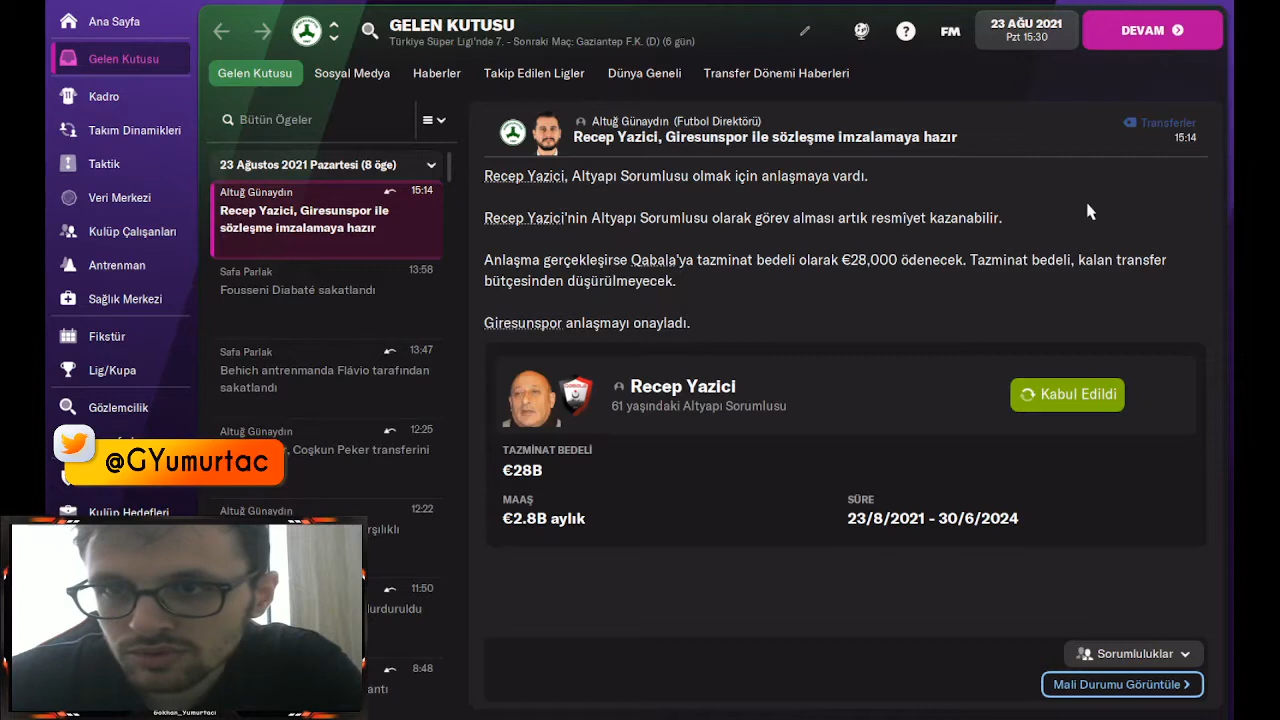 Ana Sayfa
Gelen Kutusu
Kadro
Takım Dinamikleri
Taktik
Veri Merkezi
Kulüp Çalışanları
Antrenman
Sağlık Merkezi
Fikstür
Lig/Kupa
Gözlemcilik
@GYumurtac
Kulüp Hedefleri
Gokhan_Yumurtaci
GELEN KUTUSU
Türkiye Süper Ligi'nde 7. - Sonraki Maç: Gaziantep F.K. (D) (6 gün)
FM
23 AĞU 2021
Pzt 15:30
DEVAM
Gelen Kutusu
Sosyal Medya
Haberler
Takip Edilen Ligler
Dünya Geneli
Transfer Dönemi Haberleri
Bütün Ögeler
23 Ağustos 2021 Pazartesi (8 öge)
Altuğ Günaydın 15:14
Recep Yazici, Giresunspor ile
sözleşme imzalamaya hazır
Safa Parlak 13:58
Fousseni Diabaté sakatlandı
Safa Parlak 13:47
Behich antrenmanda Flávio tarafından
sakatlandı
Altuğ Günaydın 12:25
, Coşkun Peker transferini
Altuğ Günaydın 12:22
11:50
8:48
Altuğ Günaydın (Futbol Direktörü)
Recep Yazici, Giresunspor ile sözleşme imzalamaya hazır
Transferler
15:14
Recep Yazici, Altyapı Sorumlusu olmak için anlaşmaya vardı.
Recep Yazici'nin Altyapı Sorumlusu olarak görev alması artık resmîyet kazanabilir.
Anlaşma gerçekleşirse Qabala'ya tazminat bedeli olarak €28,000 ödenecek. Tazminat bedeli, kalan transfer
bütçesinden düşürülmeyecek.
Giresunspor anlaşmayı onayladı.
Recep Yazici
61 yaşındaki Altyapı Sorumlusu
Kabul Edildi
TAZMİNAT BEDELİ
€28B
MAAŞ
€2.8B aylık
SÜRE
23/8/2021 - 30/6/2024
Sorumluluklar
Mali Durumu Görüntüle